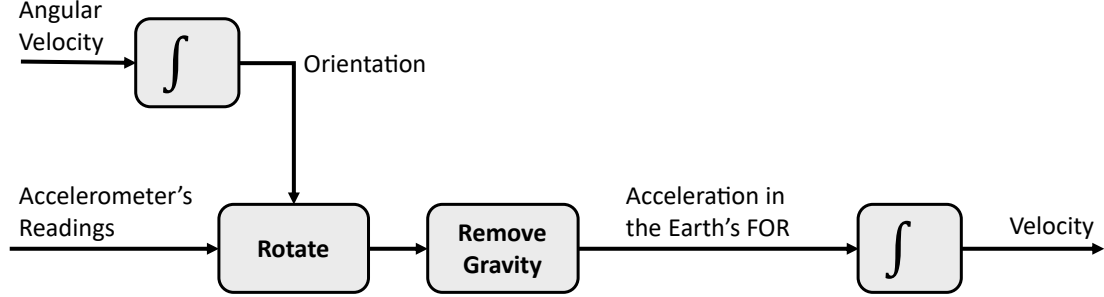 Angular
Velocity
∫
Orientation
Accelerometer’s
Readings
Rotate
Remove
Gravity
Acceleration in
the Earth’s FOR
∫
Velocity